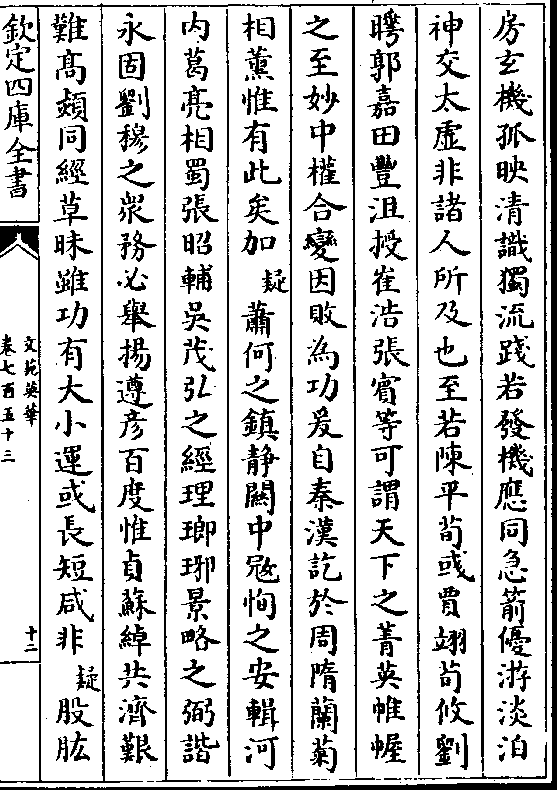 房玄機孤映清識獨流踐若發機應同急箭優游淡泊
神交太虛非諸人所及也至若陳平荀彧賈翊荀攸劉
曄郭嘉田豐沮授崔浩張賓等可謂天下之菁英帷幄
之至妙中權合變因敗為功爰自秦漢訖於周隋蘭菊
相薰惟有此矣加疑蕭何之鎮静關中冦恂之安輯河
内葛亮相蜀張昭輔吳茂弘之經理瑯琊景略之弼諧
永固劉穆之衆務必舉揚遵彦百度惟貞蘇綽共濟艱
難髙熲同經草昧雖功有大小運或長短咸非疑股肱
欽定四庫全書
文苑英華
卷七百五十三
十二